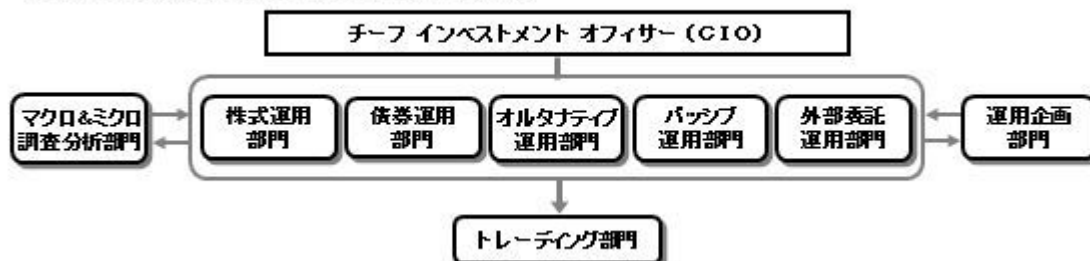 チーフ インベストメント オフィサー (CIO)
マクロ&ミクロ
調査分析部門
株式運用
部門
債券運用
部門
オルタナティブ
運用部門
パッシブ
運用部門
外部委託
運用部門
運用企画
部門
トレーディング部門